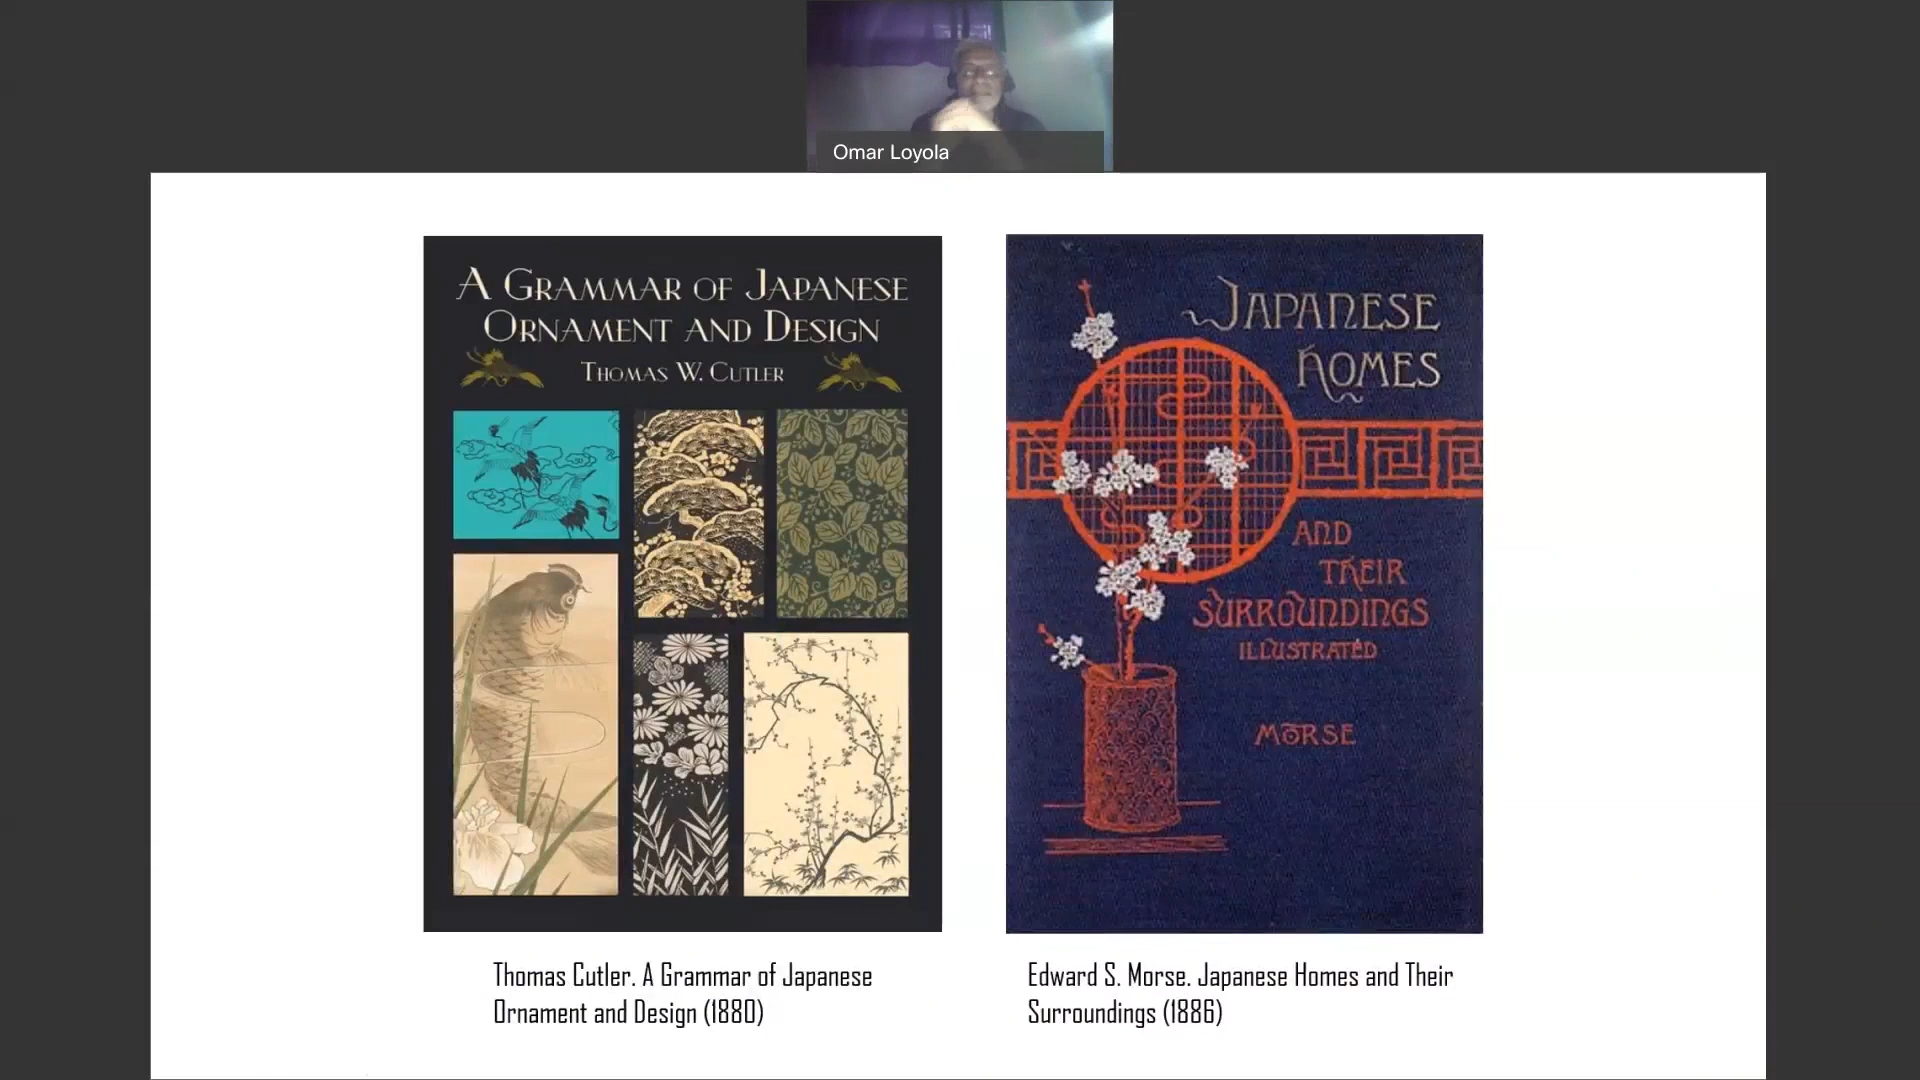 Omar Loyola
A GRAMMAR OF JAPANESE
ORNAMENT AND DESIGN
THOMAS W. CUTLER
JAPANESE
HOMES
AND
THEIR
SURROUNDINGS
ILLUSTRATED
MORSE
Thomas Cutler. A Grammar of Japanese
Ornament and Design (1880)
Edward S. Morse. Japanese Homes and Their
Surroundings (1886)